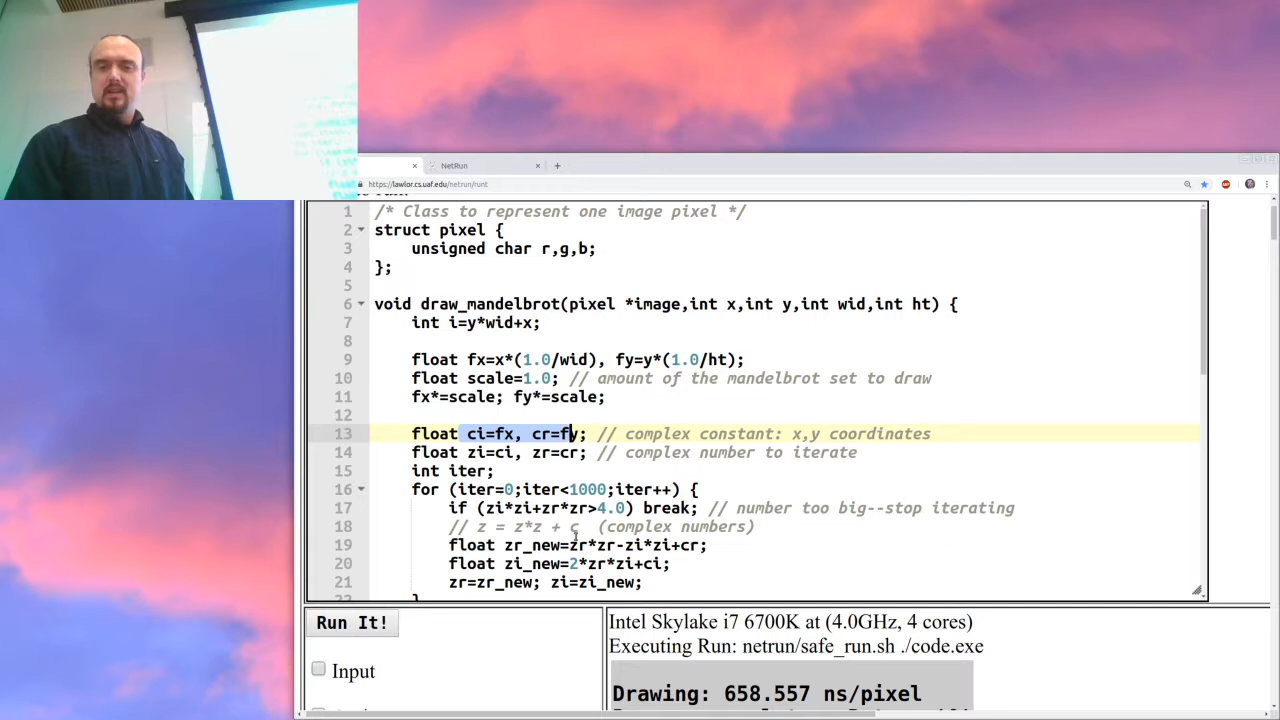 NetRun
https://lawlor.cs.uaf.edu/netrun/runt
1 /* Class to represent one image pixel */
2 struct pixel {
3 unsigned char r,g,b;
4 };
5
6 void draw_mandelbrot(pixel *image,int x,int y,int wid,int ht) {
7 int i=y*wid+x;
8
9 float fx=x*(1.0/wid), fy=y*(1.0/ht);
10 float scale=1.0; // amount of the mandelbrot set to draw
11 fx*=scale; fy*=scale;
12
13 float ci=fx, cr=fy; // complex constant: x,y coordinates
14 float zi=ci, zr=cr; // complex number to iterate
15 int iter;
16 for (iter=0;iter<1000;iter++) {
17 if (zi*zi+zr*zr>4.0) break; // number too big--stop iterating
18 // z = z*z + c (complex numbers)
19 float zr_new=zr*zr-zi*zi+cr;
20 float zi_new=2*zr*zi+ci;
21 zr=zr_new; zi=zi_new;
22 }
Run It!
Input
Intel Skylake i7 6700K at (4.0GHz, 4 cores)
Executing Run: netrun/safe_run.sh ./code.exe
Drawing: 658.557 ns/pixel